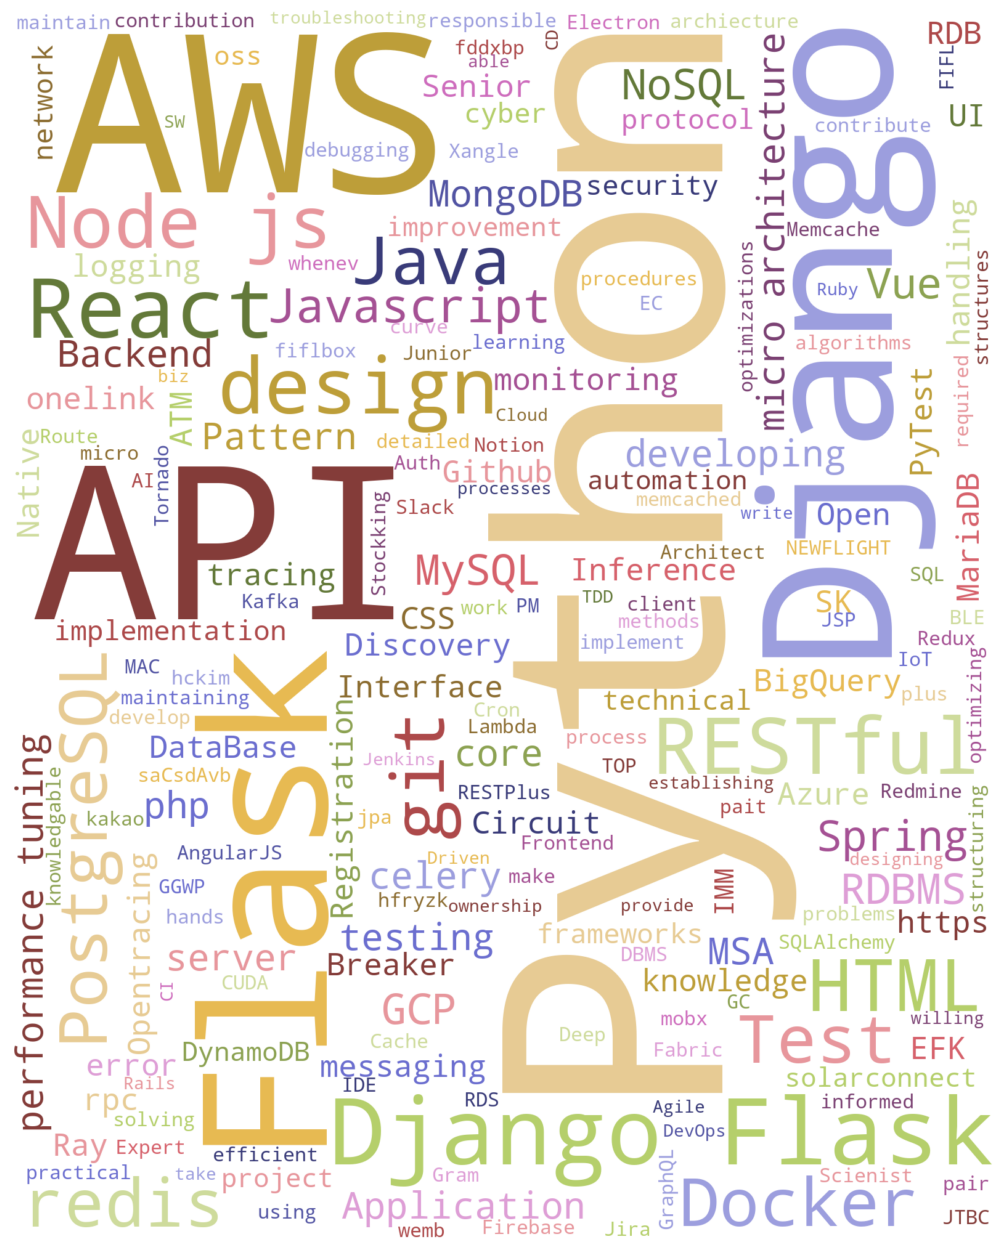 maintain
contribution
troubleshooting
responsible
Electron
archiecture
RDB
network
AWS
oss
fddxbp
able
CD
Python
Django
FIFL
Senior
NoSQL
micro architecture
UI
SW
cyber
protocol
contribute
debugging
Xangle
MongoDB
security
Node js
improvement
Memcache
handling
logging
whenev
Java
procedures
optimizations
Ruby
Vue
structures
React
Javascript
EC
curve
learning
algorithms
Backend
fiflbox
Junior
biz
design
monitoring
required
onelink
ATM
Cloud
PyTest
Native
Route
Pattern
detailed
Notion
developing
micro
Tornado
Auth
Github
automation
AI
API
Stockking
processes
memcached
MariaDB
Slack
write
Open
Architect
NEWFLIGHT
tracing
MySQL
Inference
SQL
Kafka
TDD
SK
CSS
work
PM
client
JSP
BLE
implementation
methods
Discovery
implement
Redux
PostgreSQL
MAC
Flask
IoT
optimizing
hckim
Interface
BigQuery
maintaining
technical
plus
develop
Registration
git
Cron
Lambda
RESTful
performance tuning
DataBase
core
process
Jenkins
knowledgable
saCsdAvb
TOP
establishing
php
RESTPlus
Azure
Redmine
structuring
kakao
jpa
Circuit
pait
Spring
Frontend
AngularJS
Driven
designing
Opentracing
GGWP
celery
make
IMM
RDBMS
hfryzk
ownership
provide
problems
https
hands
testing
frameworks
MSA
SQLAlchemy
server
Breaker
DBMS
CI
CUDA
knowledge
HTML
GCP
GC
mobx
willing
Cache
Deep
Test
EFK
error
DynamoDB
messaging
Fabric
Rails
IDE
solarconnect
rpc
RDS
Agile
informed
solving
Django
Flask
DevOps
Ray
Expert
efficient
practical
take
project
Gram
GraphQL
Scienist
pair
redis
using
Application
Docker
wemb
Firebase
Jira
JTBC